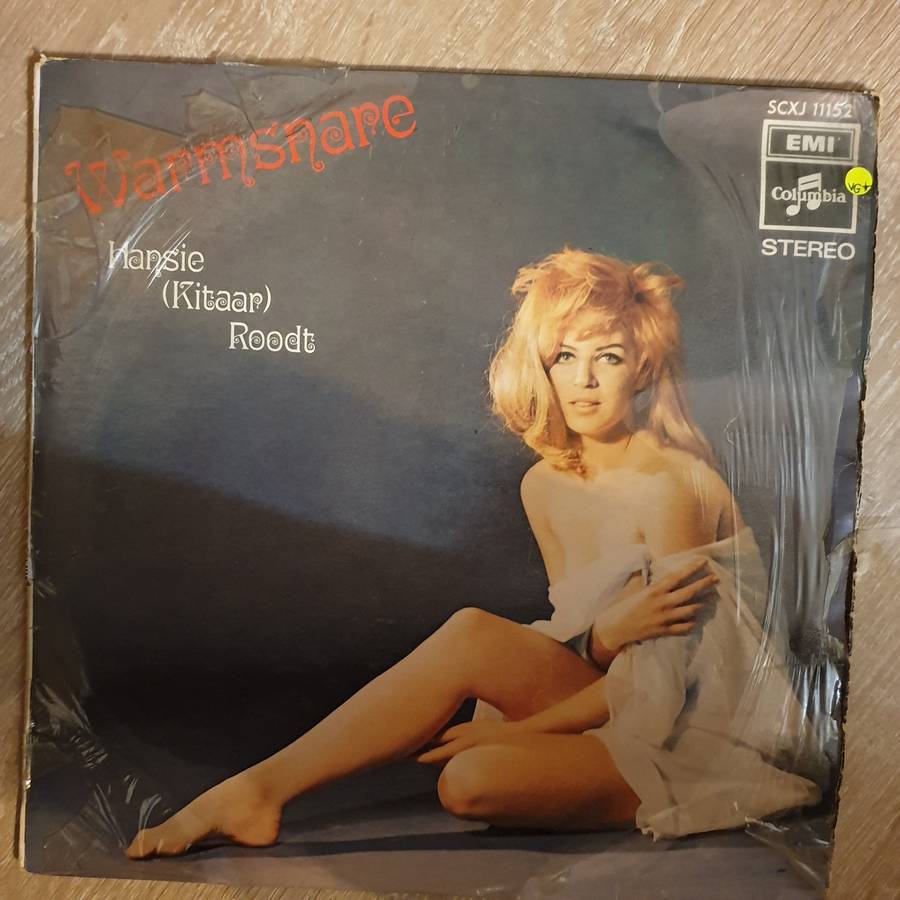 Warmsnare
Hansie
(Kitaar)
Roodt
SCXJ 11152
EMI
Columbia
VG+
STEREO